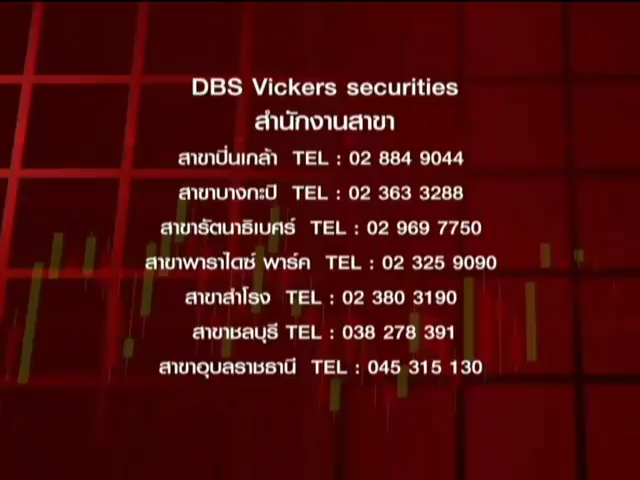 DBS Vickers securities
สำนักงานสาขา
สาขาปิ่นเกล้า TEL : 02 884 9044
สาขาบางกะปิ TEL : 02 363 3288
สาขารัตนาธิเบศร์ TEL : 02 969 7750
สาขาพาราไดซ์ พาร์ค TEL : 02 325 9090
สาขาสำโรง TEL : 02 380 3190
สาขาชลบุรี TEL : 038 278 391
สาขาอุบลราชธานี TEL : 045 315 130